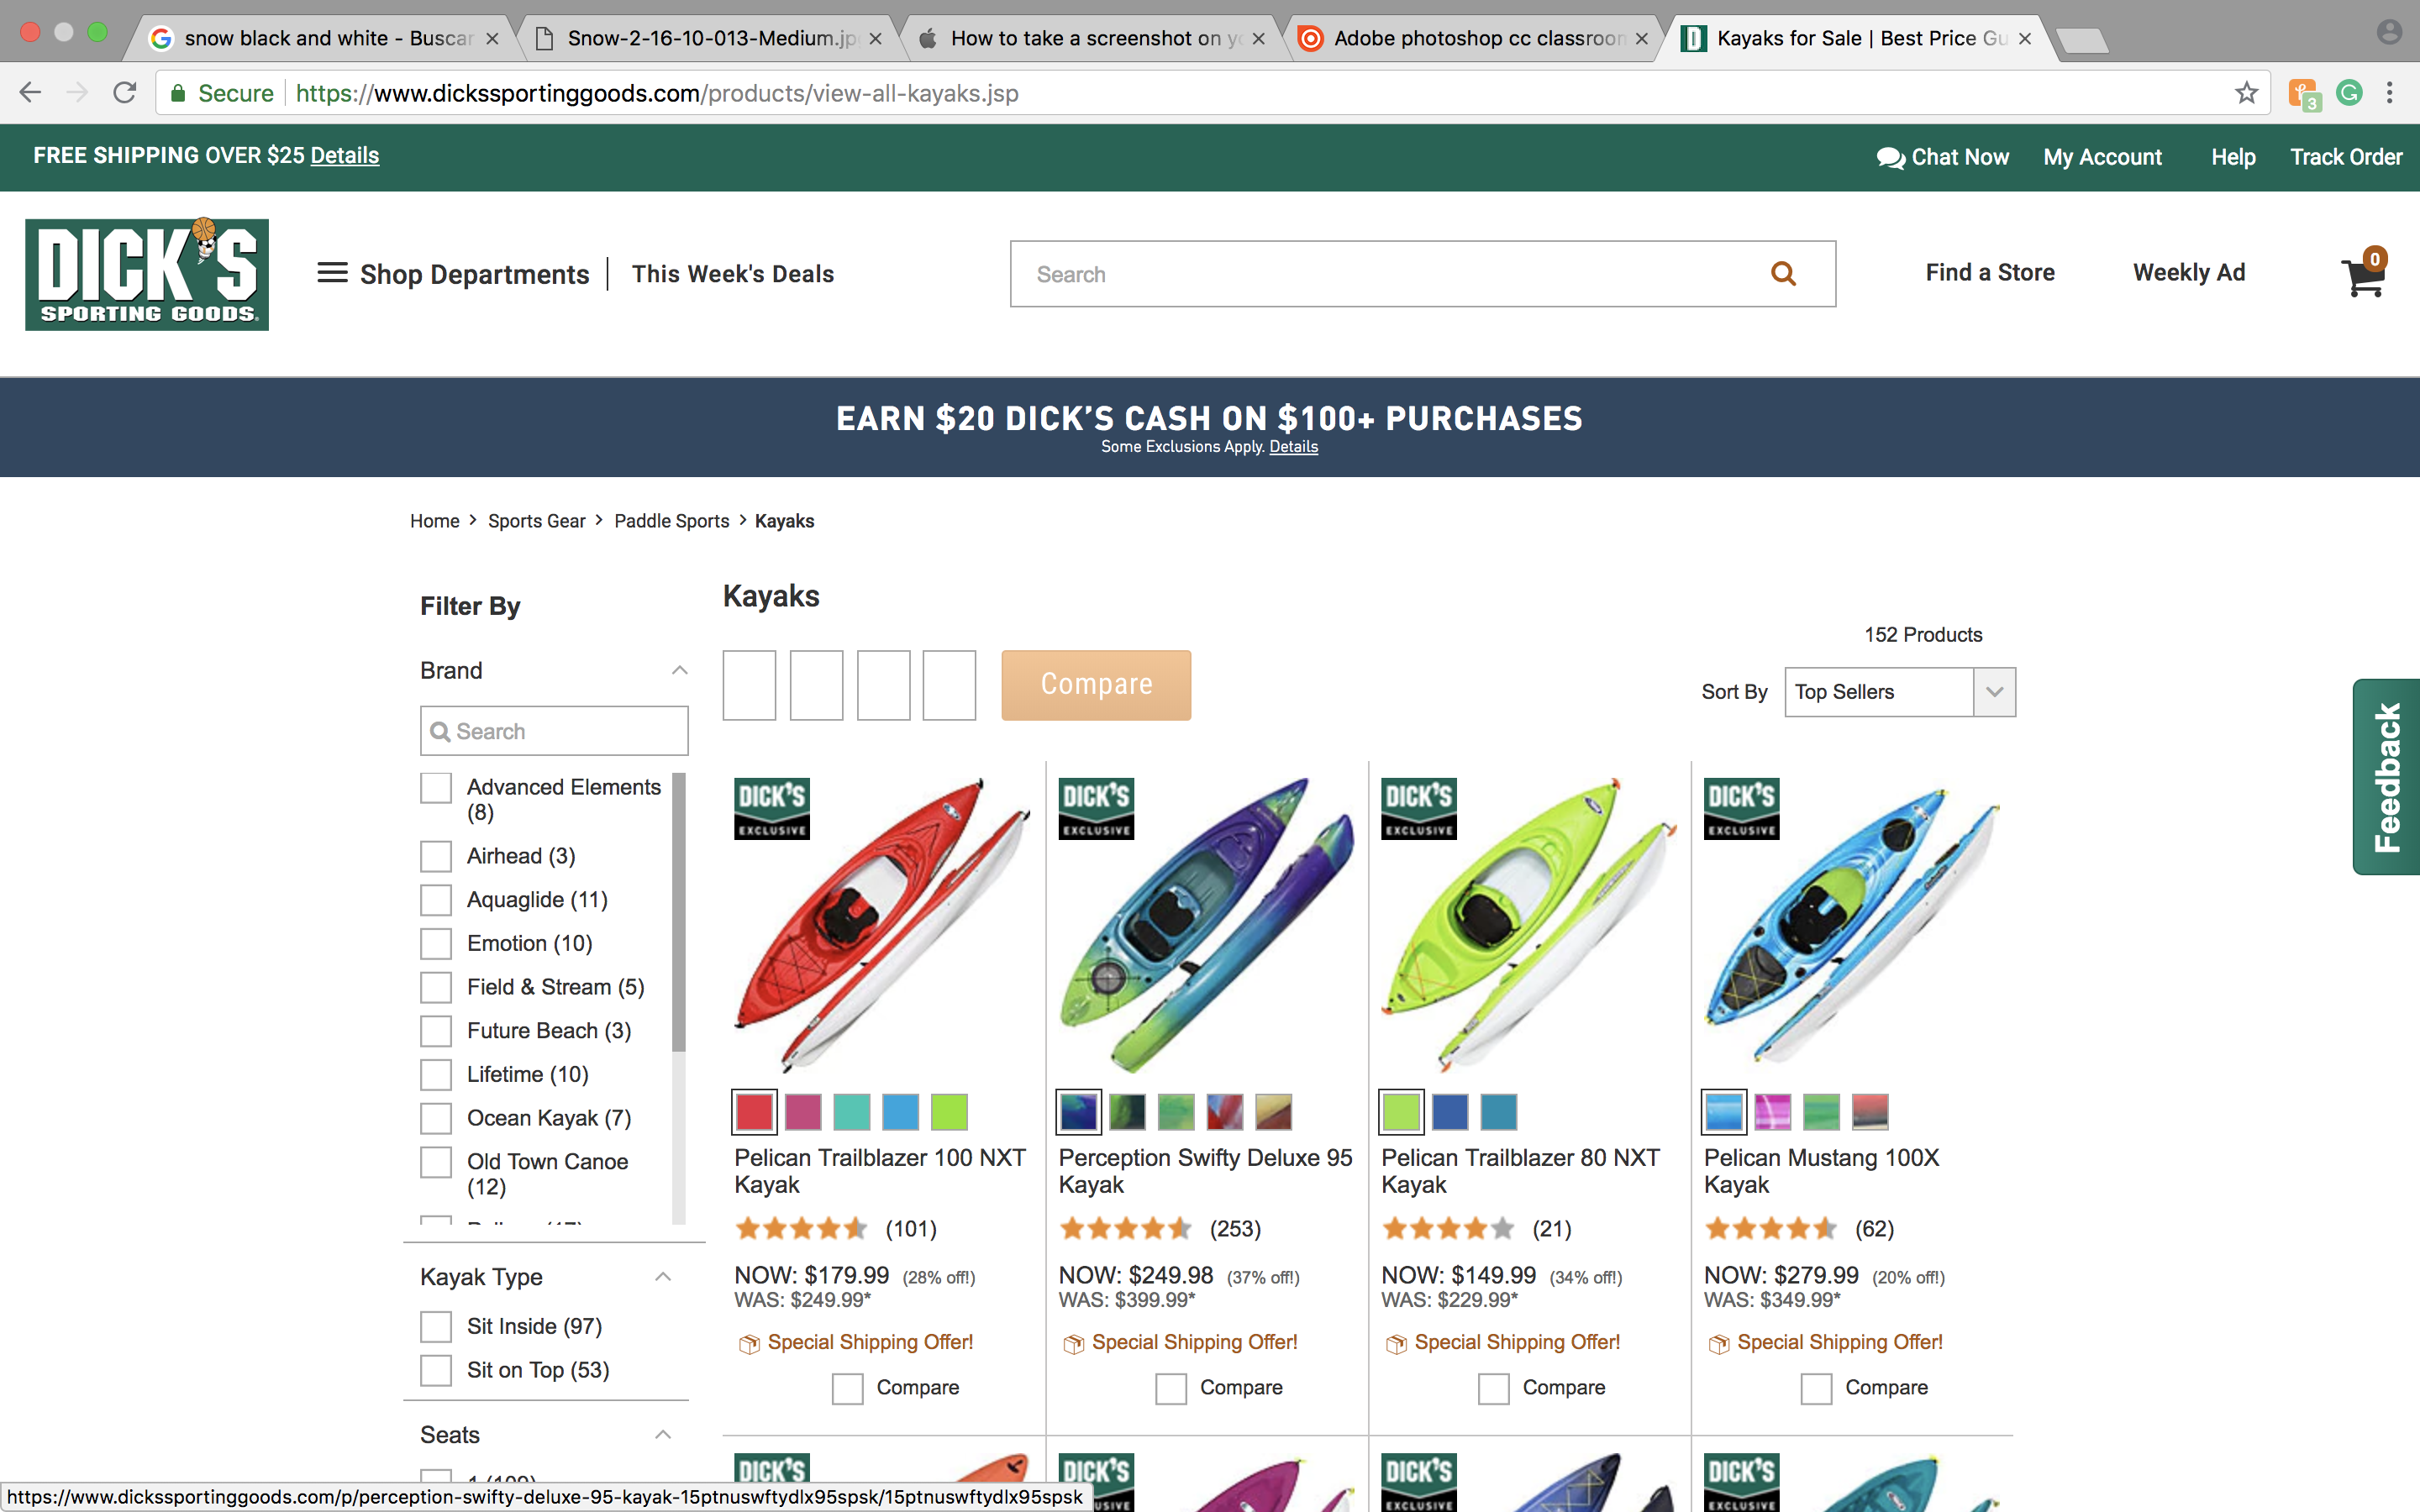 snow black and white - Buscar
Snow-2-16-10-013-Medium.jp
How to take a screenshot on yo
Adobe photoshop cc classroom
Kayaks for Sale | Best Price Gu
Secure
https://www.dickssportinggoods.com/products/view-all-kayaks.jsp
3
FREE SHIPPING OVER $25 Details
Chat Now
My Account
Help
Track Order
DICK'S
SPORTING GOODS.
Shop Departments
This Week's Deals
Search
Find a Store
Weekly Ad
0
EARN $20 DICK'S CASH ON $100+ PURCHASES
Some Exclusions Apply. Details
Home > Sports Gear > Paddle Sports > Kayaks
Filter By
Kayaks
152 Products
Brand
Compare
Sort By
Top Sellers
Search
Feedback
Advanced Elements
(8)
Airhead (3)
Aquaglide (11)
Emotion (10)
Field & Stream (5)
Future Beach (3)
Lifetime (10)
Ocean Kayak (7)
Old Town Canoe
(12)
Kayak Type
Sit Inside (97)
Sit on Top (53)
Seats
DICK'S
EXCLUSIVE
Pelican Trailblazer 100 NXT
Kayak
(101)
NOW: $179.99 (28% off!)
WAS: $249.99*
Special Shipping Offer!
Compare
DICK'S
EXCLUSIVE
Perception Swifty Deluxe 95
Kayak
(253)
NOW: $249.98 (37% off!)
WAS: $399.99*
Special Shipping Offer!
Compare
DICK'S
EXCLUSIVE
Pelican Trailblazer 80 NXT
Kayak
(21)
NOW: $149.99 (34% off!)
WAS: $229.99*
Special Shipping Offer!
Compare
DICK'S
EXCLUSIVE
Pelican Mustang 100X
Kayak
(62)
NOW: $279.99 (20% off!)
WAS: $349.99*
Special Shipping Offer!
Compare
DICK'S
DICK'S
DICK'S
EXCLUSIVE
DICK'S
EXCLUSIVE
https://www.dickssportinggoods.com/p/perception-swifty-deluxe-95-kayak-15ptnuswftydlx95spsk/15ptnuswftydlx95spsk